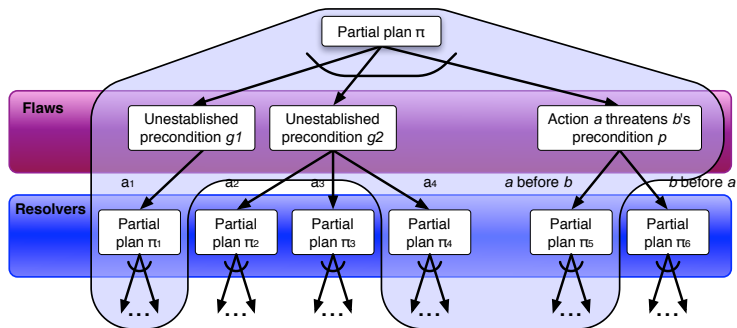 Partial plan π
Flaws
Unestablished
precondition g1
Unestablished
precondition g2
Action a threatens b's
precondition p
a1
a2
a3
a4
a before b
b before a
Resolvers
Partial
plan π1
Partial
plan π2
Partial
plan π3
Partial
plan π4
Partial
plan π5
Partial
plan π6
...
...
...
...
...
...